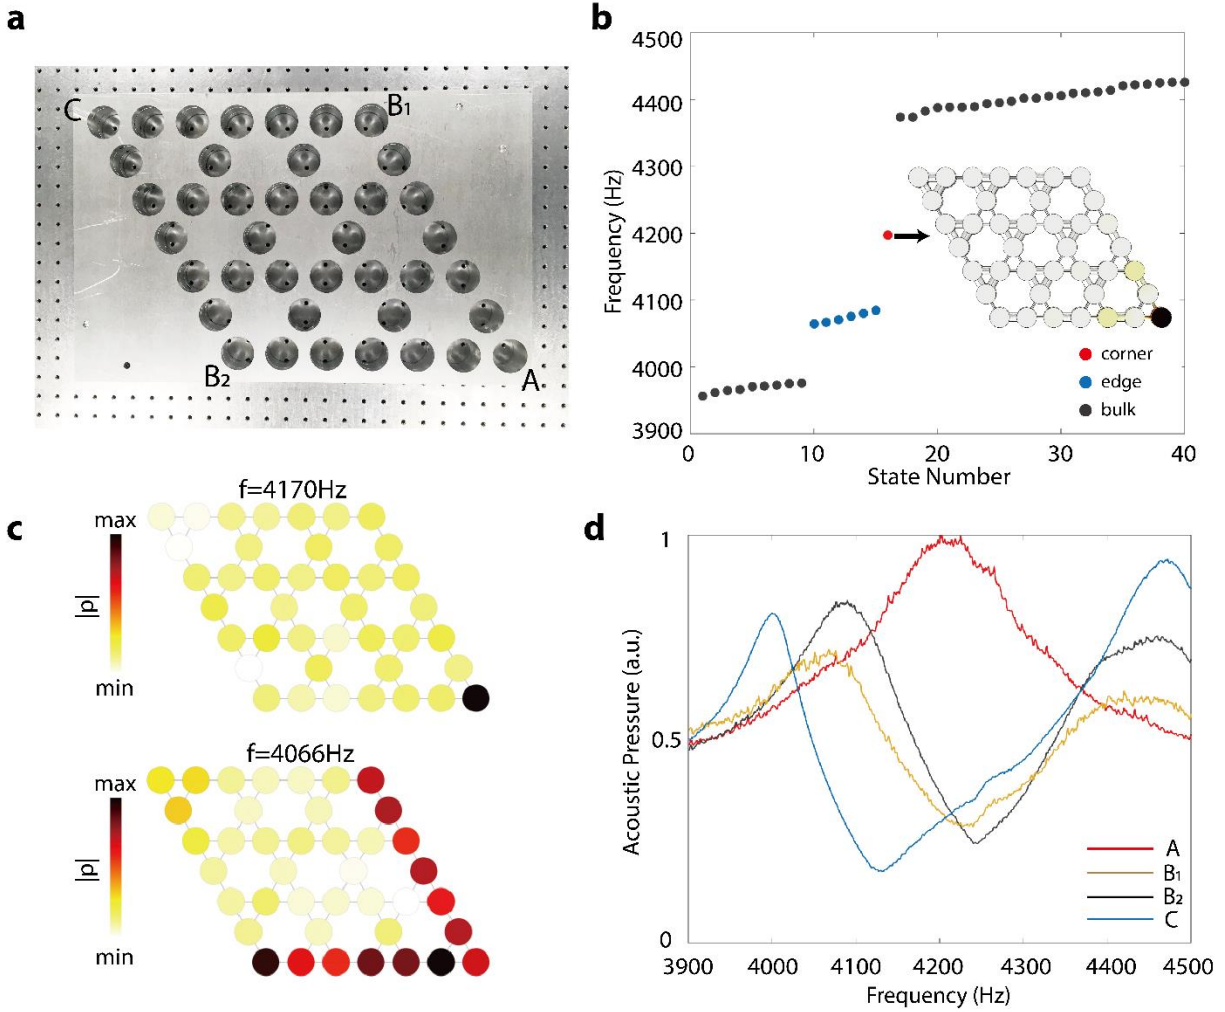 a
C
B₁
B₂
A
b
4500
4400
4300
4200
4100
4000
3900
Frequency (Hz)
0
10
20
30
40
State Number
corner
edge
bulk
c
f=4170Hz
max
|p|
min
f=4066Hz
max
|p|
min
d
1
0.5
0
Acoustic Pressure (a.u.)
3900
4000
4100
4200
4300
4400
4500
Frequency (Hz)
A
B₁
B₂
C